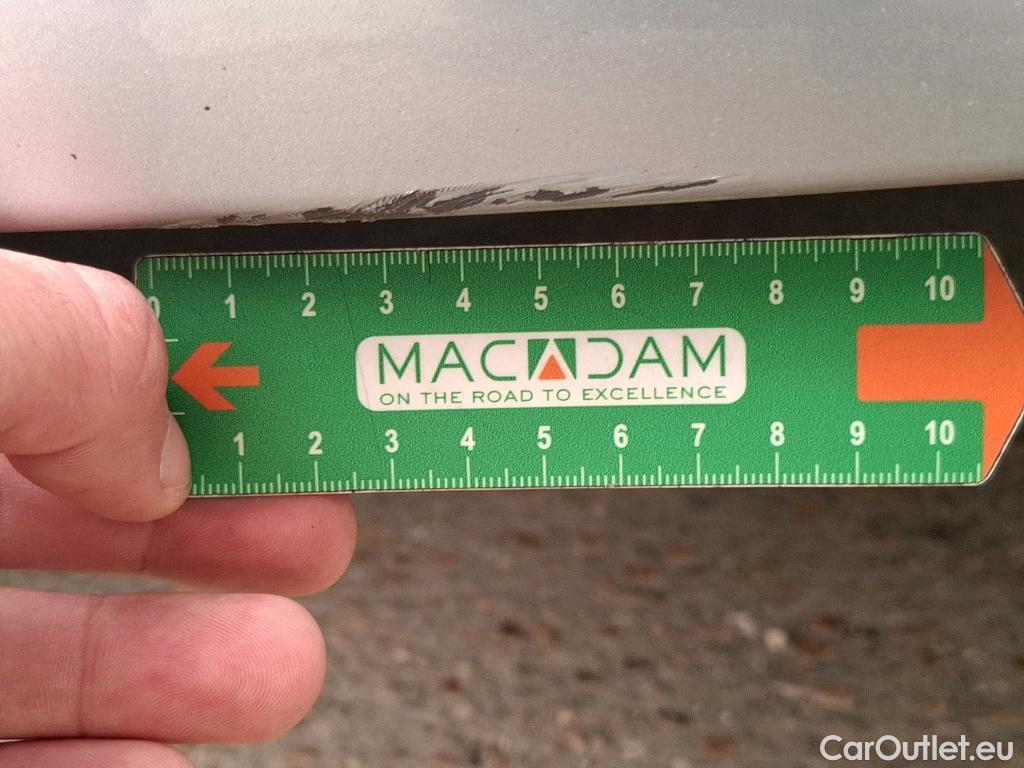 0 1 2 3 4 5 6 7 8 9 10
MACADAM
ON THE ROAD TO EXCELLENCE
1 2 3 4 5 6 7 8 9 10
CarOutlet.eu